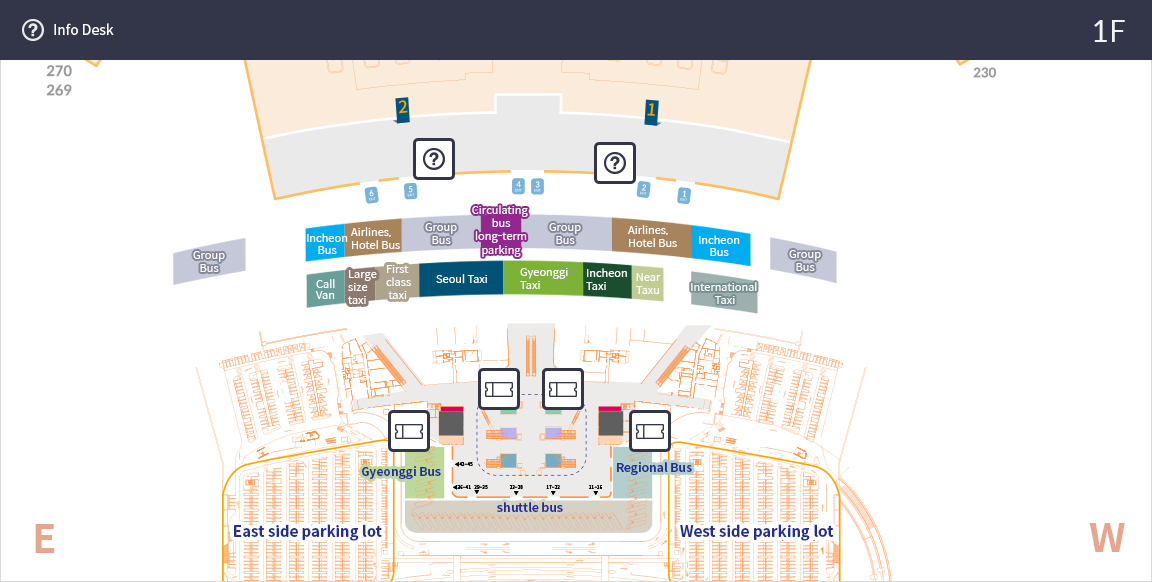 Info Desk
1F
270
269
230
2
1
6
5
4
3
2
1
Circulating
bus
long-term
parking
Incheon
Bus
Airlines,
Hotel Bus
Group
Bus
Group
Bus
Airlines,
Hotel Bus
Incheon
Bus
Group
Bus
Group
Bus
Call
Van
Large
size
taxi
First
class
taxi
Seoul Taxi
Gyeonggi
Taxi
Incheon
Taxi
Near
Taxu
International
Taxi
Gyeonggi Bus
Regional Bus
shuttle bus
East side parking lot
West side parking lot
E
W